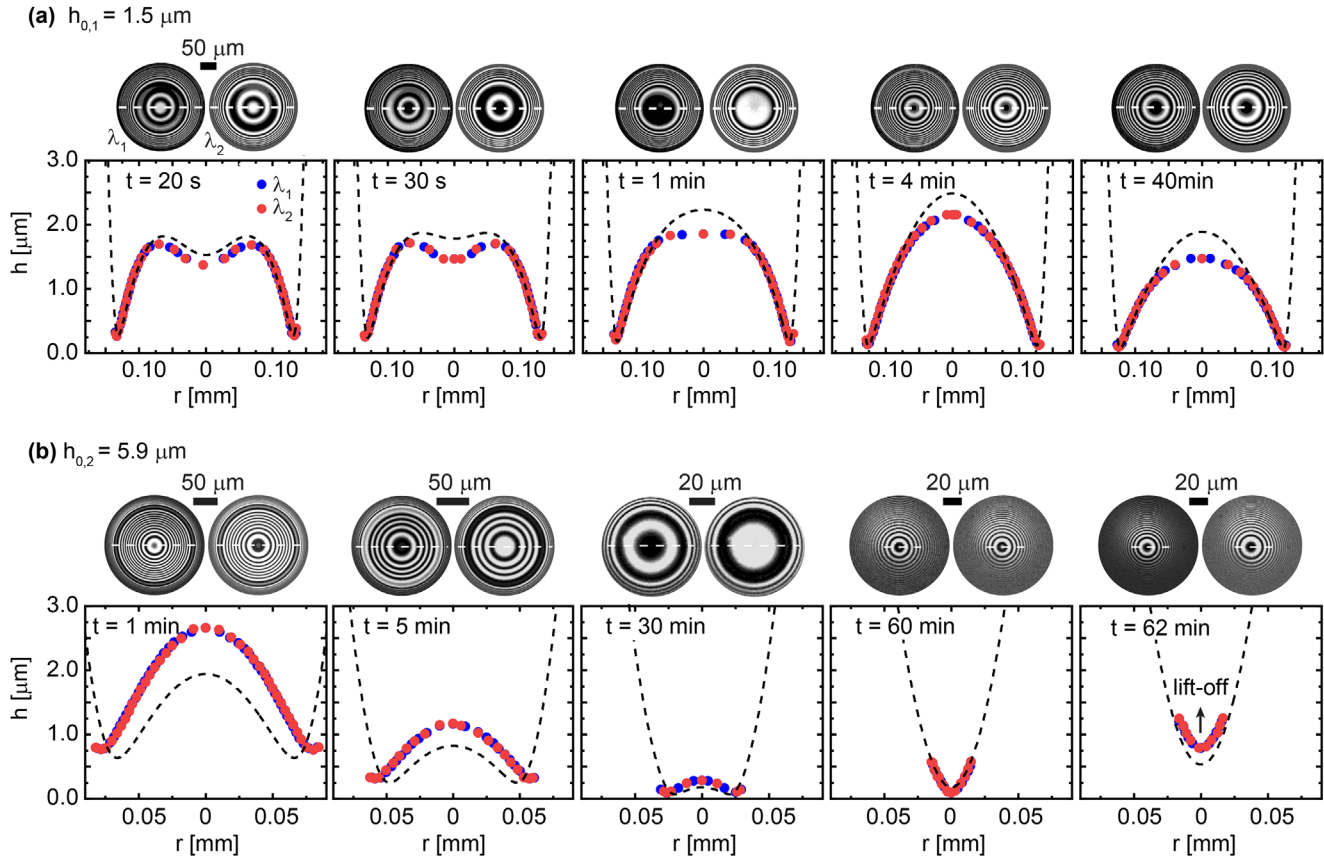 (a) h0,1 = 1.5 μm
50 μm
λ1 λ2
3.0 2.0 1.0 0.0
h [μm]
t = 20 s t = 30 s t = 1 min t = 4 min t = 40min
λ1
λ2
0.10 0 0.10 0.10 0 0.10 0.10 0 0.10 0.10 0 0.10 0.10 0 0.10
r [mm] r [mm] r [mm] r [mm] r [mm]
(b) h0,2 = 5.9 μm
50 μm 50 μm 20 μm 20 μm 20 μm
3.0 2.0 1.0 0.0
h [μm]
t = 1 min t = 5 min t = 30 min t = 60 min t = 62 min
lift-off
0.05 0 0.05 0.05 0 0.05 0.05 0 0.05 0.05 0 0.05 0.05 0 0.05
r [mm] r [mm] r [mm] r [mm] r [mm]